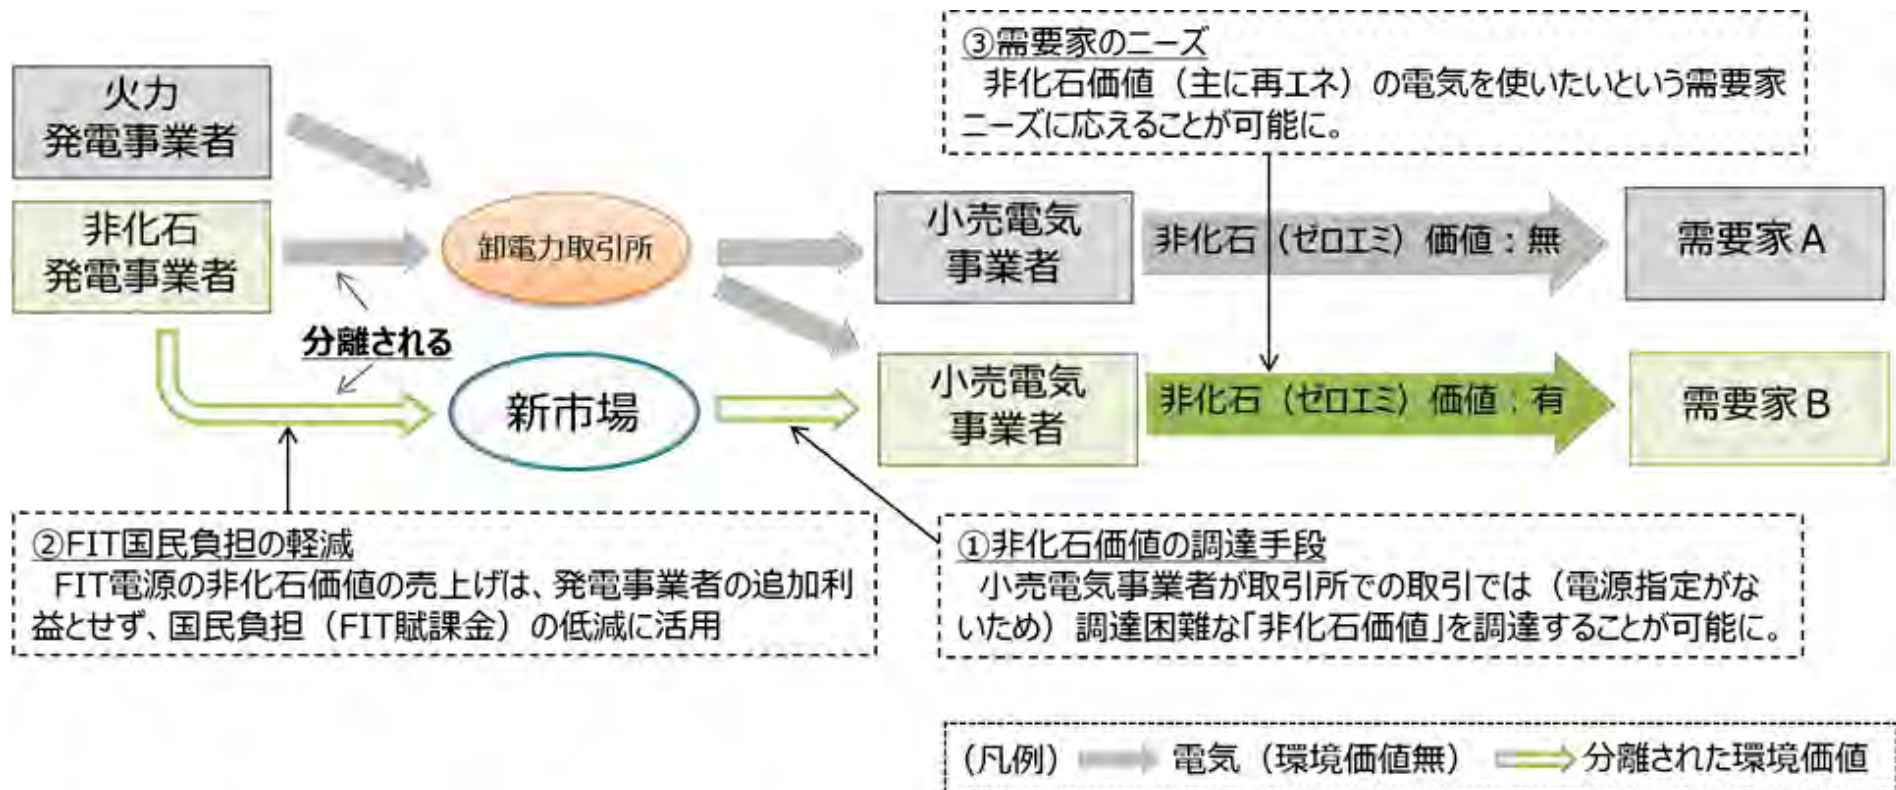 ③需要家のニーズ
非化石価値（主に再エネ）の電気を使いたいという需要家
ニーズに応えることが可能に。
火力
発電事業者
非化石
発電事業者
卸電力取引所
小売電気
事業者
非化石（ゼロエミ）価値：無
需要家A
分離される
新市場
小売電気
事業者
非化石（ゼロエミ）価値：有
需要家B
②FIT国民負担の軽減
FIT電源の非化石価値の売上げは、発電事業者の追加利
益とせず、国民負担（FIT賦課金）の低減に活用
①非化石価値の調達手段
小売電気事業者が取引所での取引では（電源指定がな
いため）調達困難な「非化石価値」を調達することが可能に。
（凡例） 電気（環境価値無） 分離された環境価値